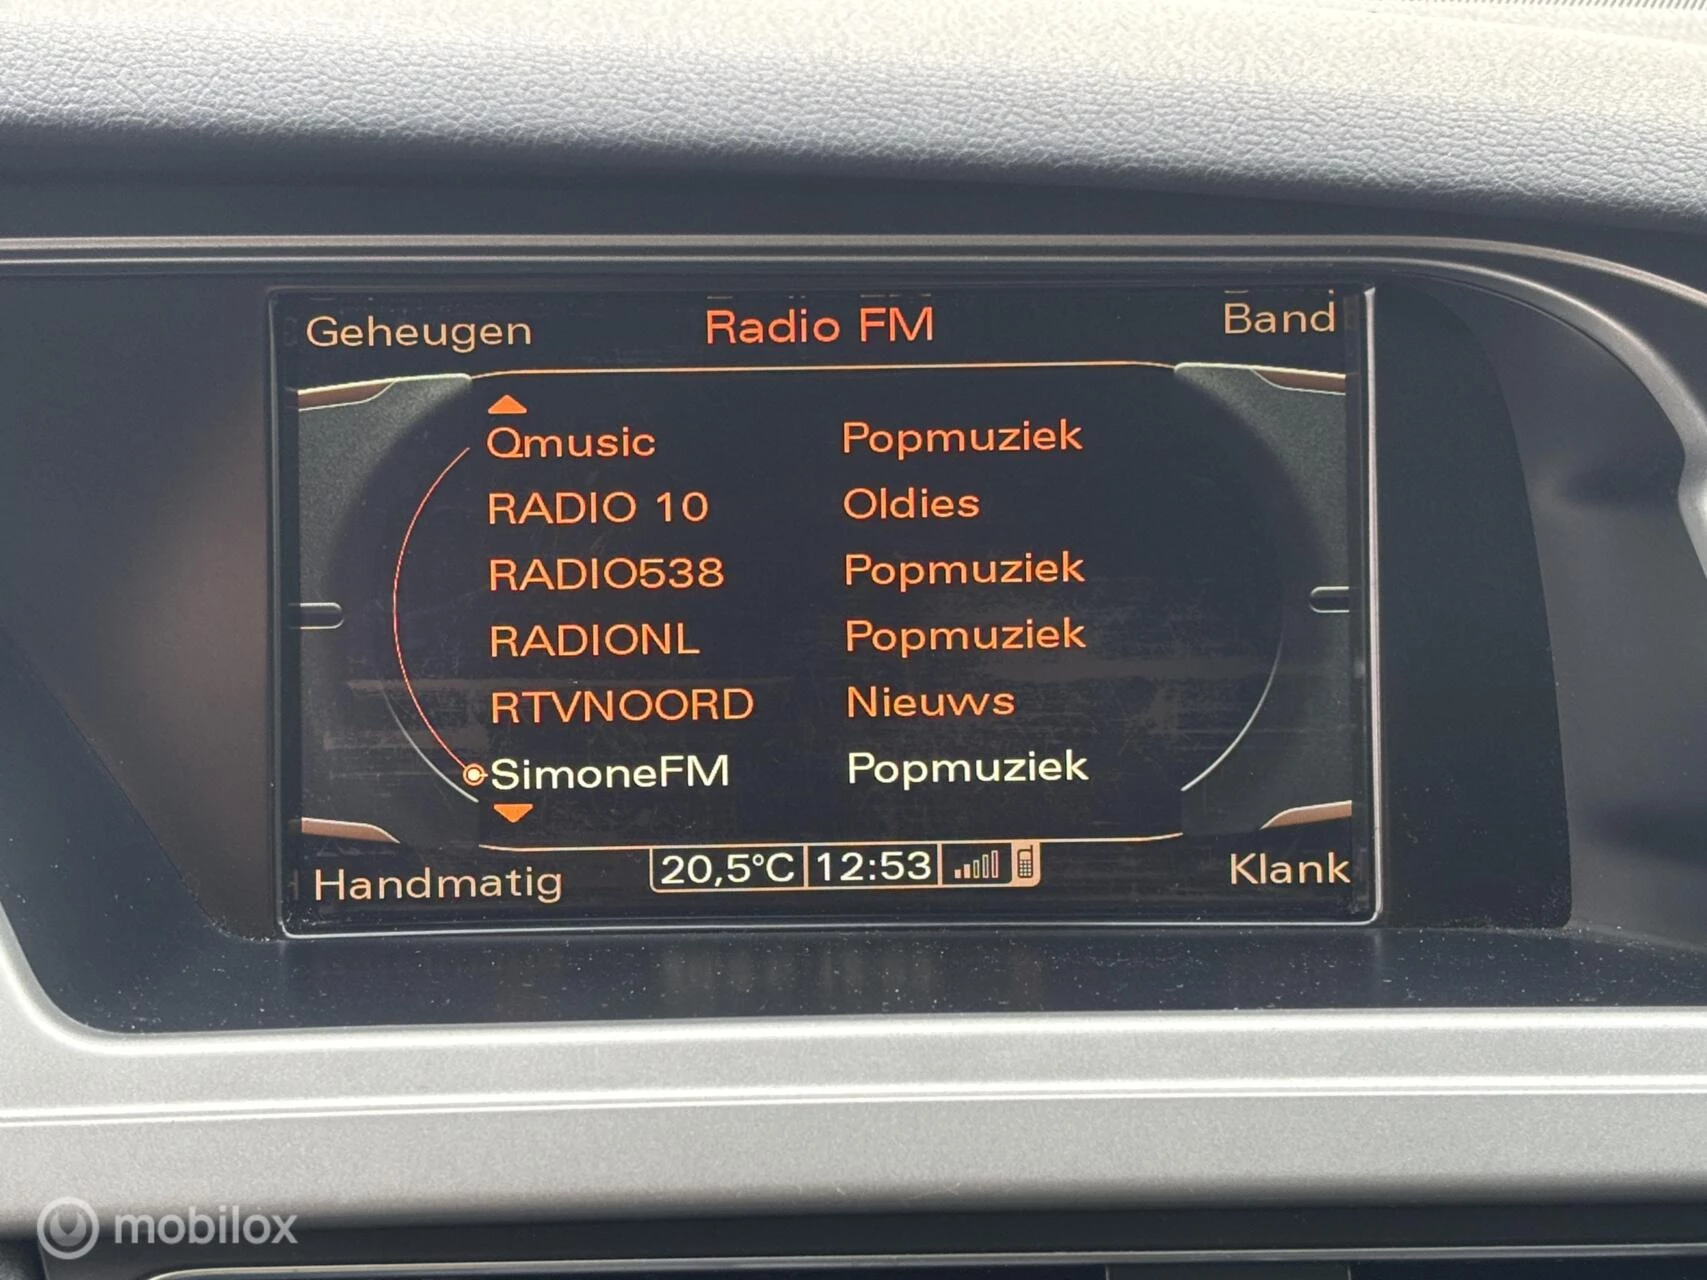 Geheugen Radio FM Band
Qmusic Popmuziek
RADIO 10 Oldies
RADIO538 Popmuziek
RADIONL Popmuziek
RTVNOORD Nieuws
SimoneFM Popmuziek
Handmatig 20,5°C 12:53 Klank
mobilox